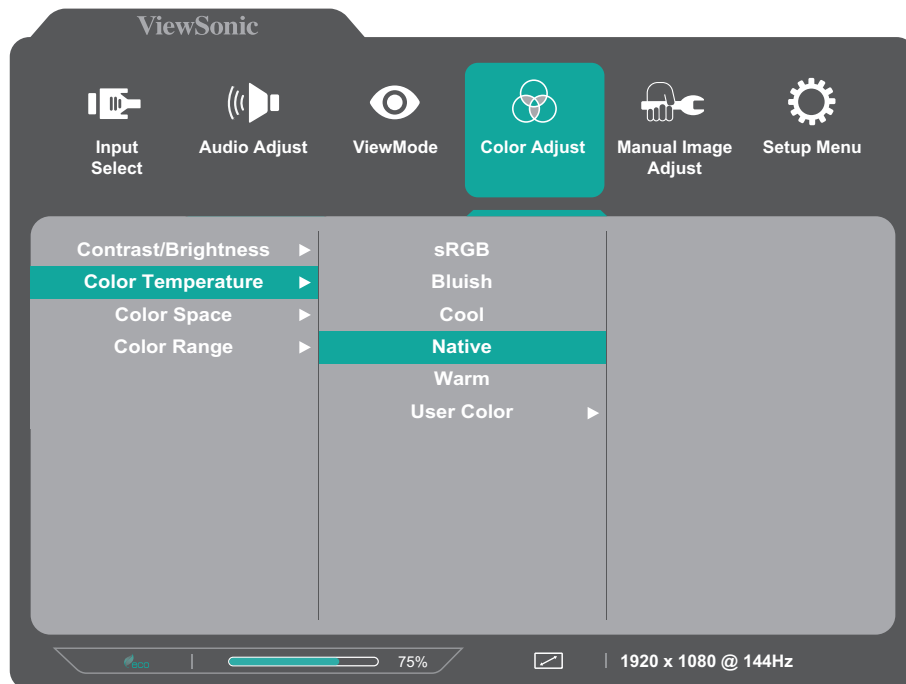 ViewSonic
Input
Select
Audio Adjust
ViewMode
Color Adjust
Manual Image
Adjust
Setup Menu
Contrast/Brightness
Color Temperature
Color Space
Color Range
sRGB
Bluish
Cool
Native
Warm
User Color
eco
75%
1920 x 1080 @ 144Hz